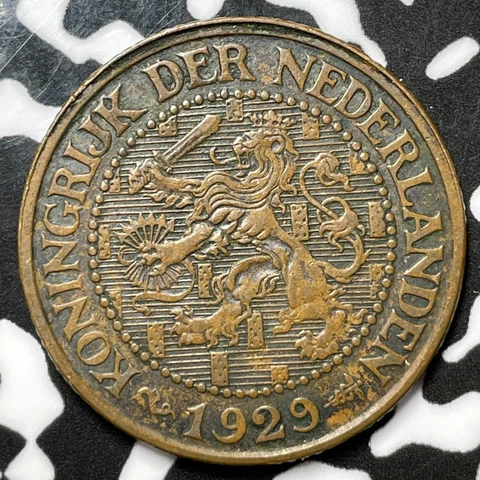 KONINGRIJK DER NEDERLANDEN
1929